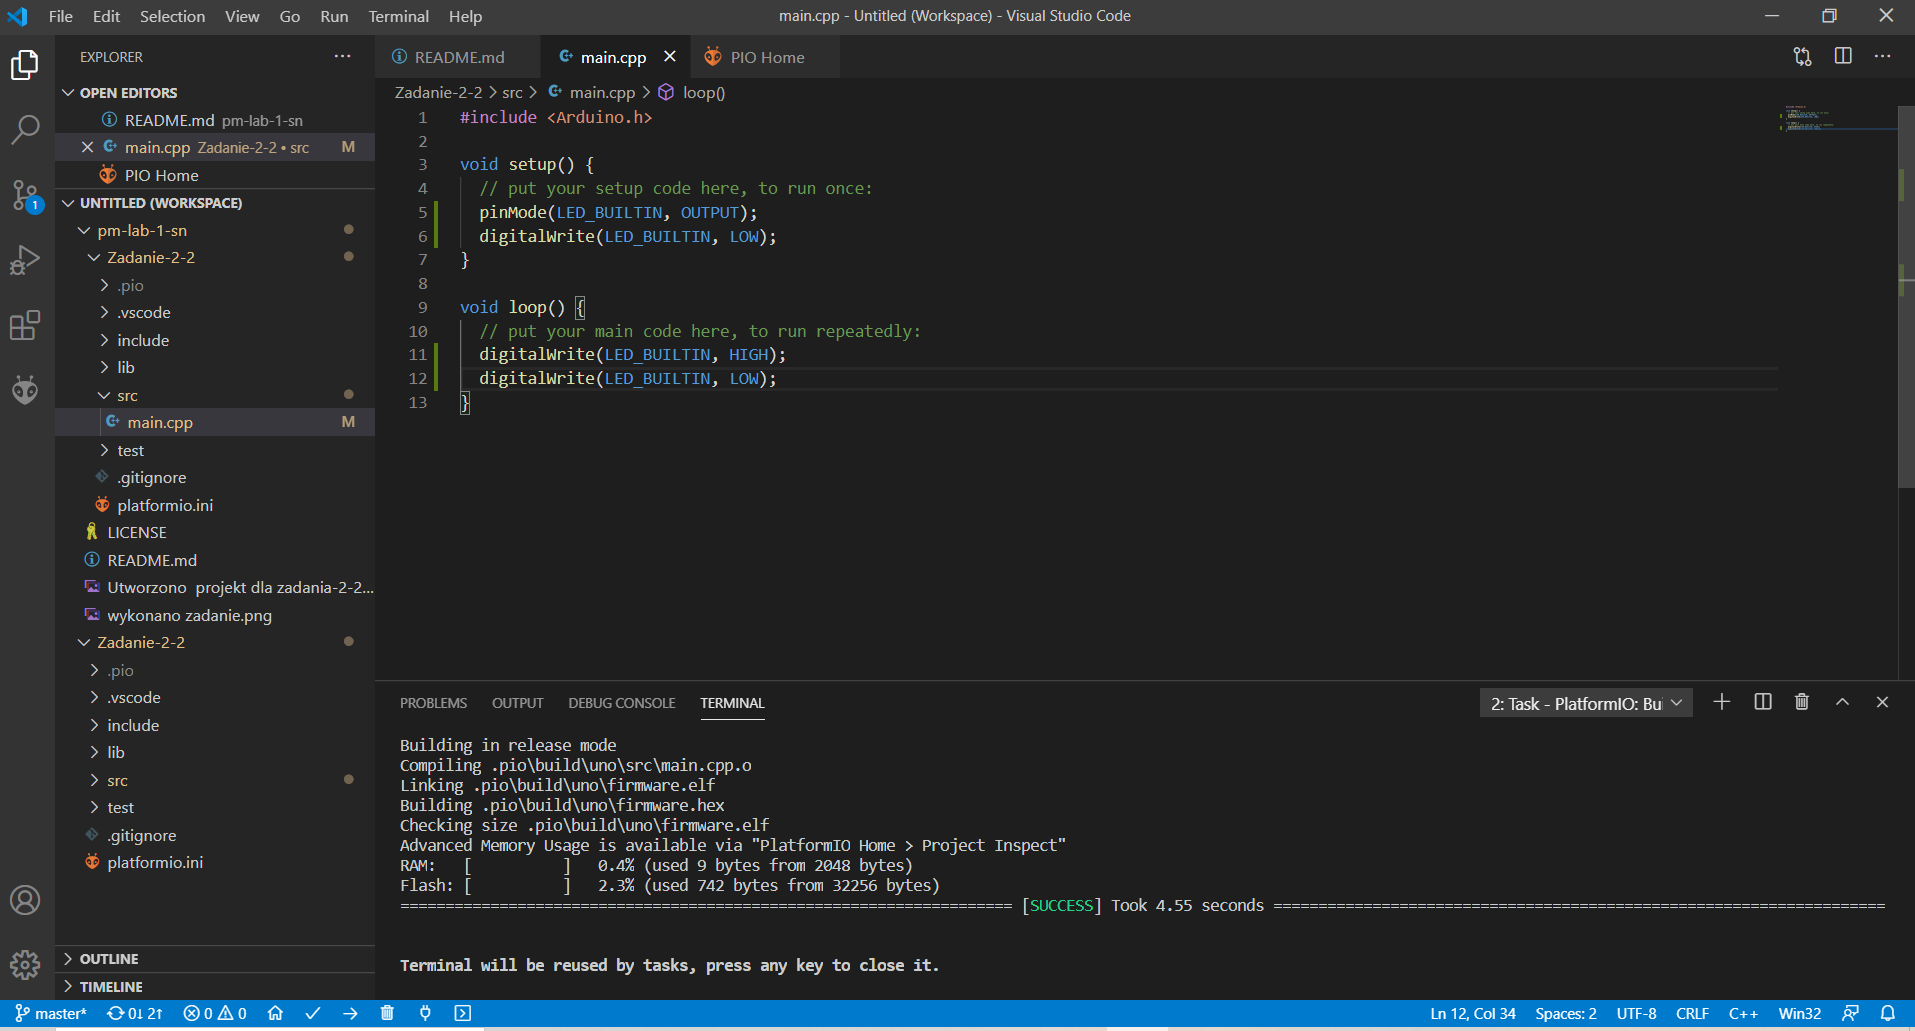 File Edit Selection View Go Run Terminal Help
main.cpp - Untitled (Workspace) - Visual Studio Code
EXPLORER
OPEN EDITORS
README.md pm-lab-1-sn
main.cpp Zadanie-2-2 • src M
PIO Home
UNTITLED (WORKSPACE)
pm-lab-1-sn
Zadanie-2-2
.pio
.vscode
include
lib
src
main.cpp M
test
.gitignore
platformio.ini
LICENSE
README.md
Utworzono projekt dla zadania-2-2...
wykonano zadanie.png
Zadanie-2-2
.pio
.vscode
include
lib
src
test
.gitignore
platformio.ini
OUTLINE
TIMELINE
1
README.md main.cpp PIO Home
Zadanie-2-2 > src > main.cpp > loop()
1 #include <Arduino.h>
2
3 void setup() {
4 // put your setup code here, to run once:
5 pinMode(LED_BUILTIN, OUTPUT);
6 digitalWrite(LED_BUILTIN, LOW);
7 }
8
9 void loop() {
10 // put your main code here, to run repeatedly:
11 digitalWrite(LED_BUILTIN, HIGH);
12 digitalWrite(LED_BUILTIN, LOW);
13 }
PROBLEMS OUTPUT DEBUG CONSOLE TERMINAL
2: Task - PlatformIO: Bui
Building in release mode
Compiling .pio\build\uno\src\main.cpp.o
Linking .pio\build\uno\firmware.elf
Building .pio\build\uno\firmware.hex
Checking size .pio\build\uno\firmware.elf
Advanced Memory Usage is available via "PlatformIO Home > Project Inspect"
RAM: [          ] 0.4% (used 9 bytes from 2048 bytes)
Flash: [          ] 2.3% (used 742 bytes from 32256 bytes)
==================================================================== [SUCCESS] Took 4.55 seconds ====================================================================
Terminal will be reused by tasks, press any key to close it.
master* 0↓ 2↑ 0 0
Ln 12, Col 34 Spaces: 2 UTF-8 CRLF C++ Win32